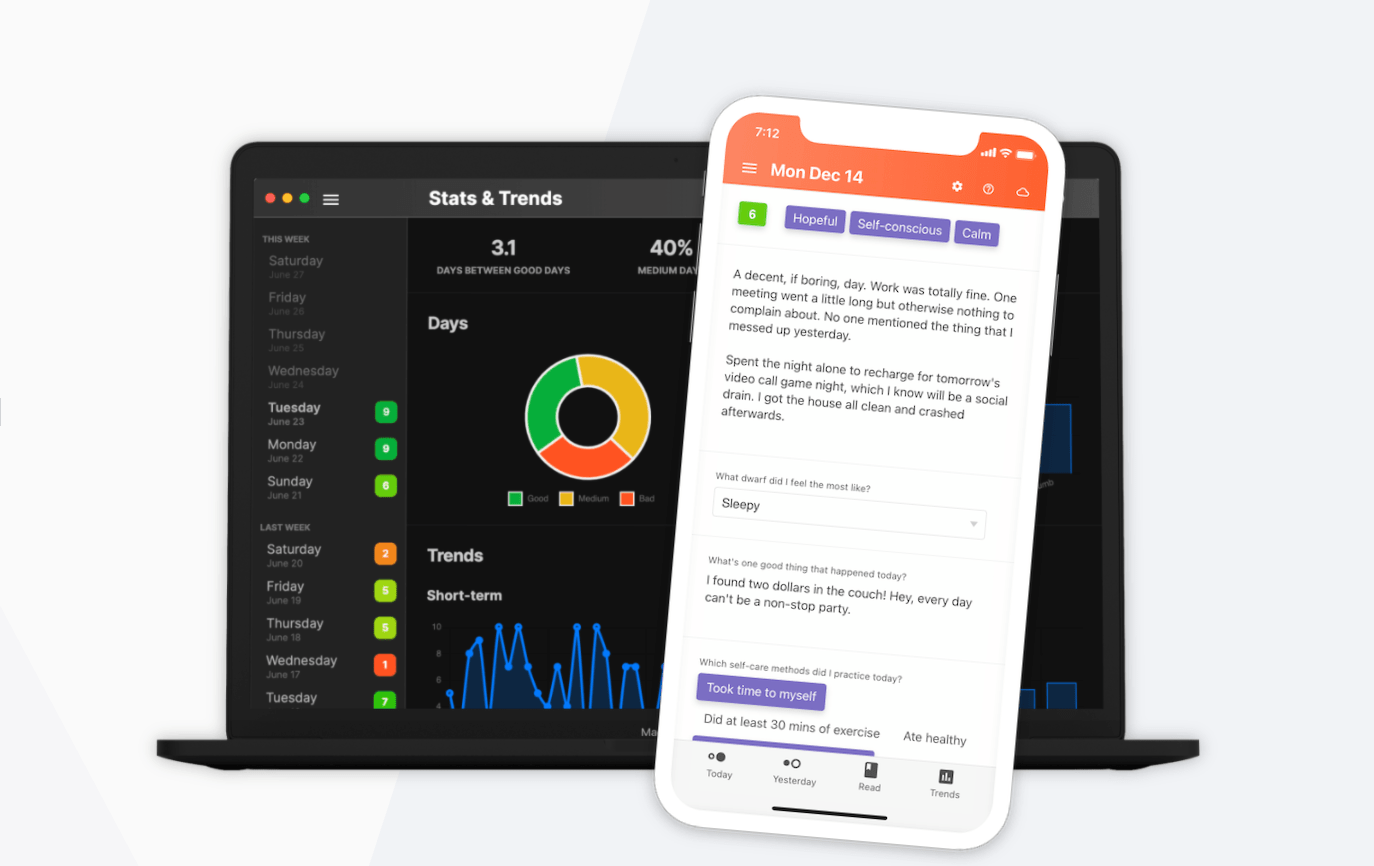 Stats & Trends
THIS WEEK
Saturday
June 27
Friday
June 26
Thursday
June 25
Wednesday
June 24
Tuesday
June 23
9
Monday
June 22
9
Sunday
June 21
6
LAST WEEK
Saturday
June 20
2
Friday
June 19
5
Thursday
June 18
5
Wednesday
June 17
1
Tuesday
7
3.1
DAYS BETWEEN GOOD DAYS
40%
MEDIUM
Days
Good Medium Bad
Trends
Short-term
10
8
6
4
7:12
Mon Dec 14
6 Hopeful Self-conscious Calm
A decent, if boring, day. Work was totally fine. One
meeting went a little long but otherwise nothing to
complain about. No one mentioned the thing that I
messed up yesterday.
Spent the night alone to recharge for tomorrow's
video call game night, which I know will be a social
drain. I got the house all clean and crashed
afterwards.
What dwarf did I feel the most like?
Sleepy
What's one good thing that happened today?
I found two dollars in the couch! Hey, every day
can't be a non-stop party.
Which self-care methods did I practice today?
Took time to myself
Did at least 30 mins of exercise Ate healthy
Today Yesterday Read Trends